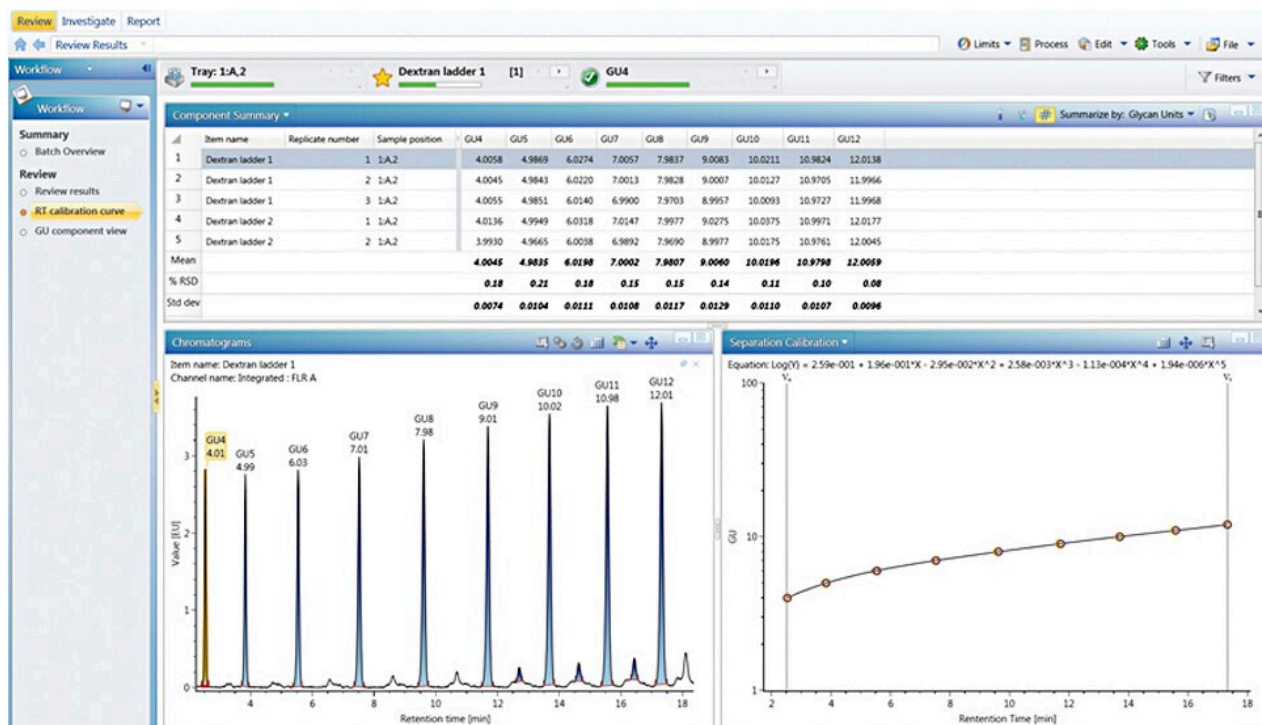 Review Investigate Report
Review Results
Limits Process Edit Tools File
Workflow
Tray: 1:A,2 Dextran ladder 1 [1] GU4
Filters
Workflow
Summary
Batch Overview
Review
Review results
RT calibration curve
GU component view
Component Summary
Summarize by: Glycan Units
Item name Replicate number Sample position GU4 GU5 GU6 GU7 GU8 GU9 GU10 GU11 GU12
1 Dextran ladder 1 1 1:A,2 4.0058 4.9869 6.0274 7.0057 7.9837 9.0083 10.0211 10.9824 12.0138
2 Dextran ladder 1 2 1:A,2 4.0045 4.9843 6.0220 7.0013 7.9828 9.0007 10.0127 10.9705 11.9966
3 Dextran ladder 1 3 1:A,2 4.0055 4.9851 6.0140 6.9900 7.9703 8.9957 10.0093 10.9727 11.9968
4 Dextran ladder 2 1 1:A,2 4.0136 4.9949 6.0318 7.0147 7.9977 9.0275 10.0375 10.9971 12.0177
5 Dextran ladder 2 2 1:A,2 3.9930 4.9665 6.0038 6.9892 7.9690 8.9977 10.0175 10.9761 12.0045
Mean 4.0045 4.9835 6.0198 7.0002 7.9807 9.0060 10.0196 10.9798 12.0059
% RSD 0.18 0.21 0.18 0.15 0.15 0.14 0.11 0.10 0.08
Std dev 0.0074 0.0104 0.0111 0.0108 0.0117 0.0129 0.0110 0.0107 0.0096
Chromatograms
Item name: Dextran ladder 1
Channel name: Integrated : FLR A
GU4
4.01
GU5
4.99
GU6
6.03
GU7
7.01
GU8
7.98
GU9
9.01
GU10
10.02
GU11
10.98
GU12
12.01
Value [EU]
3
2
1
0
4 6 8 10 12 14 16 18
Rentention time [min]
Separation Calibration
Equation: Log(Y) = 2.59e-001 + 1.96e-001*X - 2.95e-002*X^2 + 2.58e-003*X^3 - 1.13e-004*X^4 + 1.94e-006*X^5
GU
100
10
1
2 4 6 8 10 12 14 16 18
Rentention Time [min]